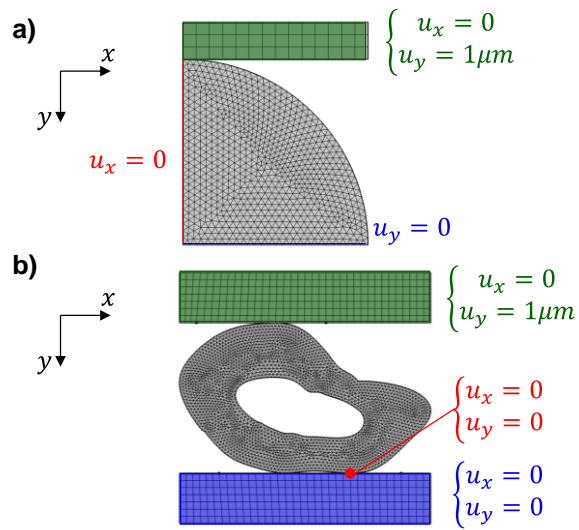 a)
x
y
{u_x = 0
u_y = 1μm
u_x = 0
u_y = 0
b)
x
y
{u_x = 0
u_y = 1μm
{u_x = 0
u_y = 0
{u_x = 0
u_y = 0